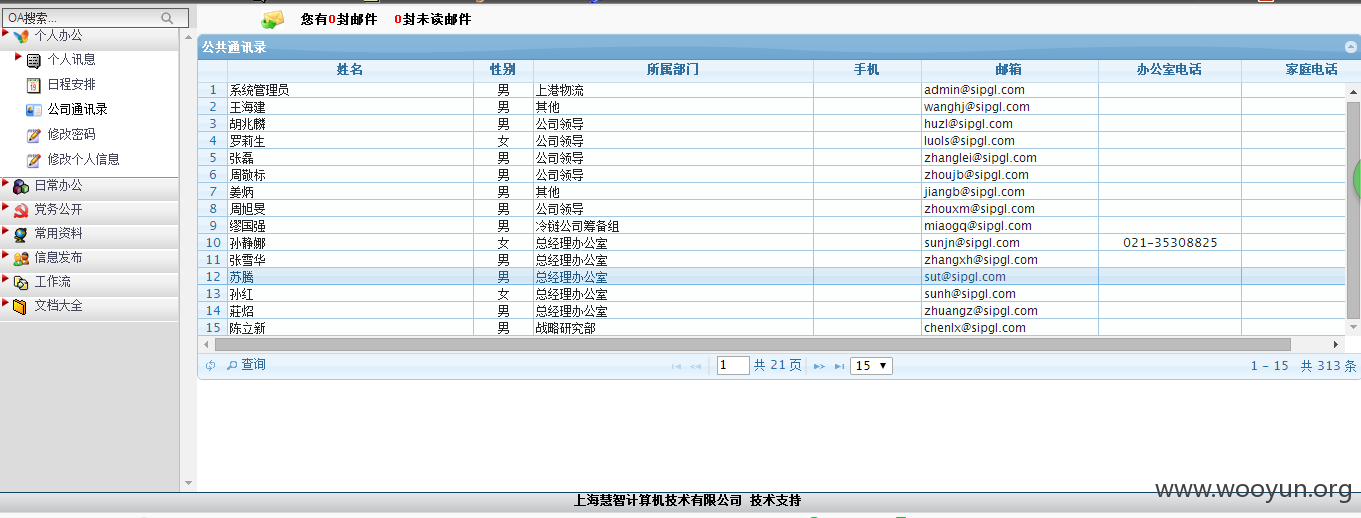 OA搜索...
您有0封邮件 0封未读邮件
个人办公
个人讯息
日程安排
公司通讯录
修改密码
修改个人信息
日常办公
党务公开
常用资料
信息发布
工作流
文档大全
公共通讯录
姓名 性别 所属部门 手机 邮箱 办公室电话 家庭电话
1 系统管理员 男 上港物流 admin@sipgl.com
2 王海建 男 其他 wanghj@sipgl.com
3 胡兆麟 男 公司领导 huzl@sipgl.com
4 罗莉生 女 公司领导 luols@sipgl.com
5 张磊 男 公司领导 zhanglei@sipgl.com
6 周敬标 男 公司领导 zhoujb@sipgl.com
7 姜炳 男 其他 jiangb@sipgl.com
8 周旭旻 男 公司领导 zhouxm@sipgl.com
9 缪国强 男 冷链公司筹备组 miaogq@sipgl.com
10 孙静娜 女 总经理办公室 sunjn@sipgl.com 021-35308825
11 张雪华 男 总经理办公室 zhangxh@sipgl.com
12 苏腾 男 总经理办公室 sut@sipgl.com
13 孙红 女 总经理办公室 sunh@sipgl.com
14 莊炤 男 总经理办公室 zhuangz@sipgl.com
15 陈立新 男 战略研究部 chenlx@sipgl.com
查询 1 共 21 页 15 1 - 15 共 313 条
www.wooyun.org
上海慧智计算机技术有限公司 技术支持